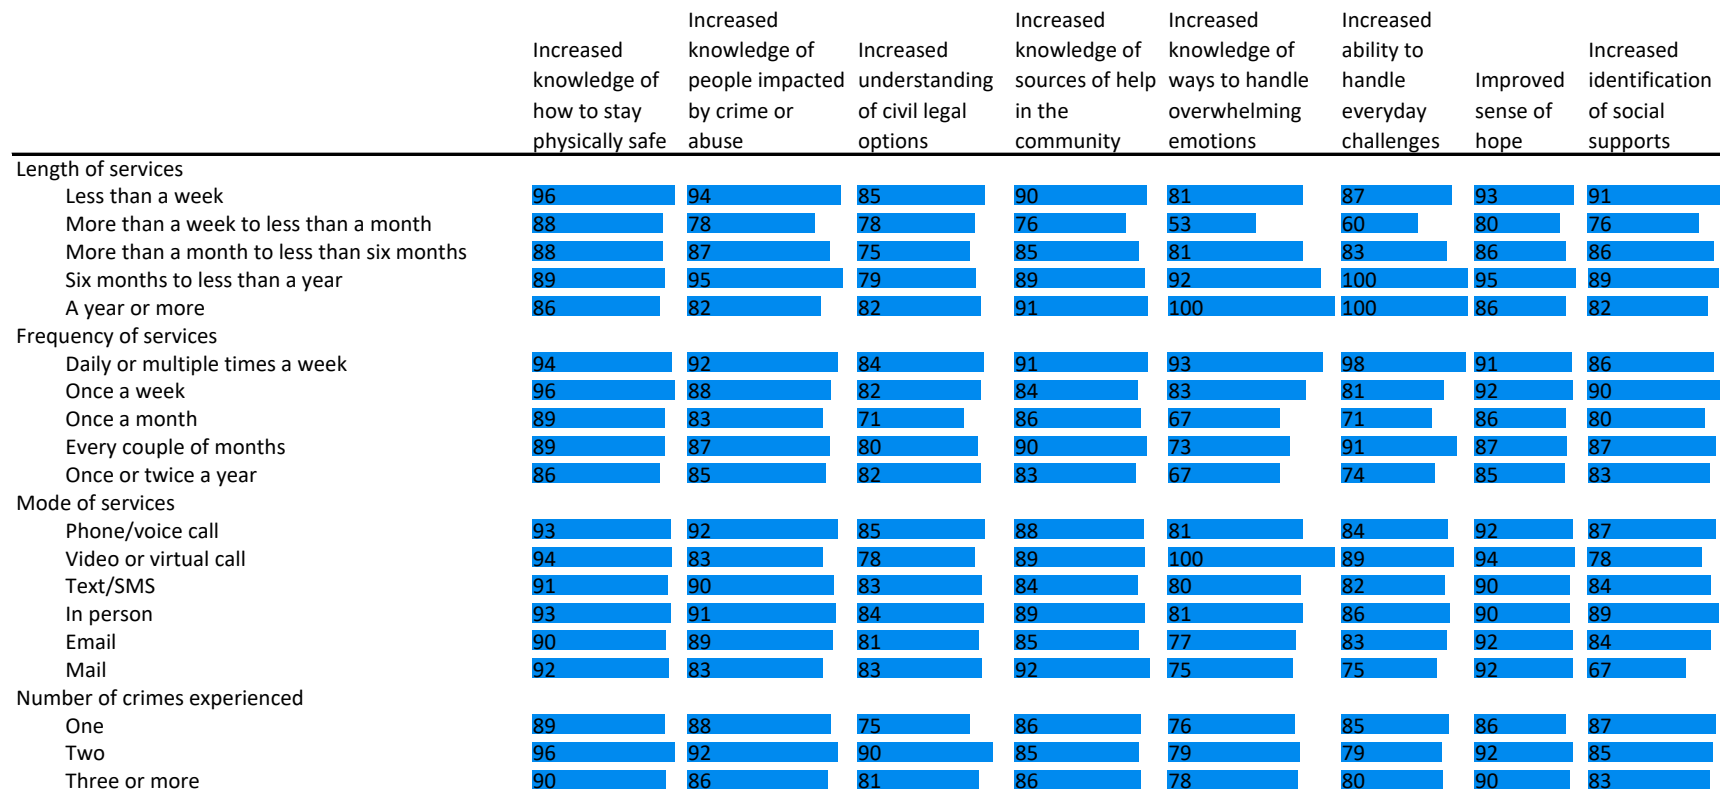 Increased Increased Increased
Increased knowledge of Increased knowledge of knowledge of ability to Increased
knowledge of people impacted understanding sources of help ways to handle handle Improved identification
how to stay by crime or of civil legal in the overwhelming everyday sense of of social
physically safe abuse options community emotions challenges hope supports
Length of services
Less than a week 96 94 85 90 81 87 93 91
More than a week to less than a month 88 78 78 76 53 60 80 76
More than a month to less than six months 88 87 75 85 81 83 86 86
Six months to less than a year 89 95 79 89 92 100 95 89
A year or more 86 82 82 91 100 100 86 82
Frequency of services
Daily or multiple times a week 94 92 84 91 93 98 91 86
Once a week 96 88 82 84 83 81 92 90
Once a month 89 83 71 86 67 71 86 80
Every couple of months 89 87 80 90 73 91 87 87
Once or twice a year 86 85 82 83 67 74 85 83
Mode of services
Phone/voice call 93 92 85 88 81 84 92 87
Video or virtual call 94 83 78 89 100 89 94 78
Text/SMS 91 90 83 84 80 82 90 84
In person 93 91 84 89 81 86 90 89
Email 90 89 81 85 77 83 92 84
Mail 92 83 83 92 75 75 92 67
Number of crimes experienced
One 89 88 75 86 76 85 86 87
Two 96 92 90 85 79 79 92 85
Three or more 90 86 81 86 78 80 90 83